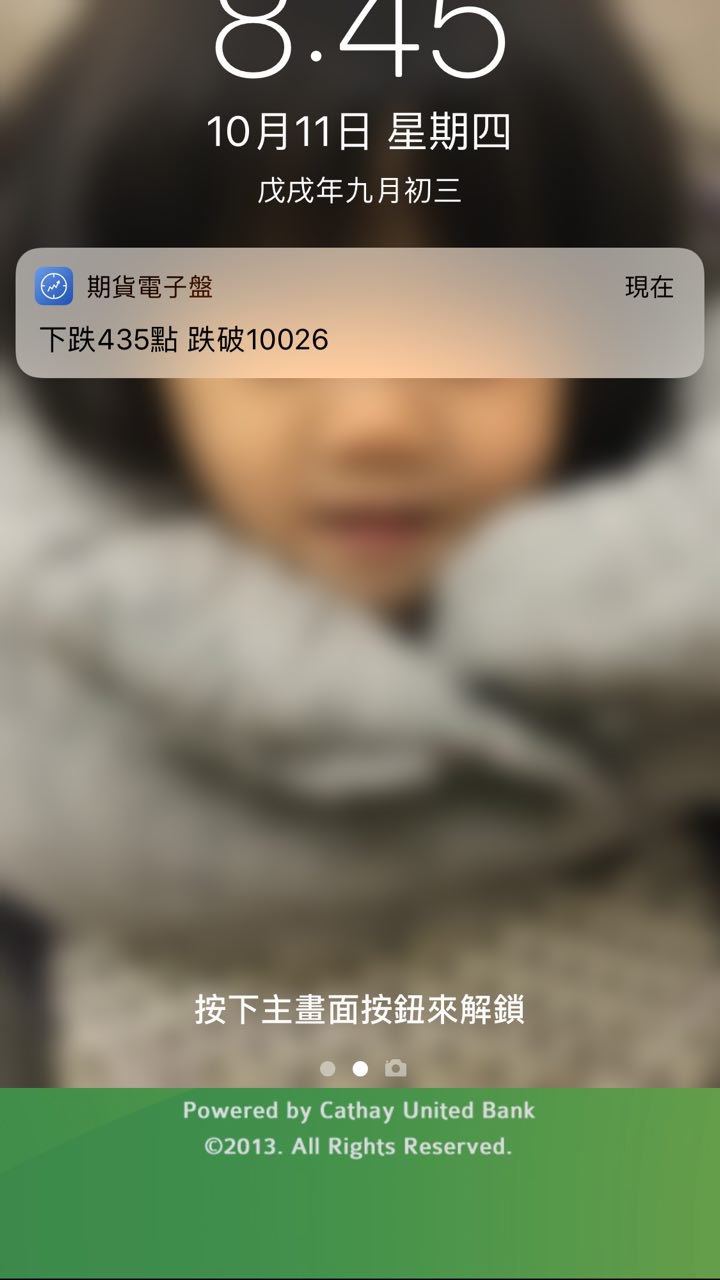 8:45
10月11日 星期四
戊戌年九月初三
期貨電子盤 現在
下跌435點 跌破10026
按下主畫面按鈕來解鎖
Powered by Cathay United Bank
©2013. All Rights Reserved.